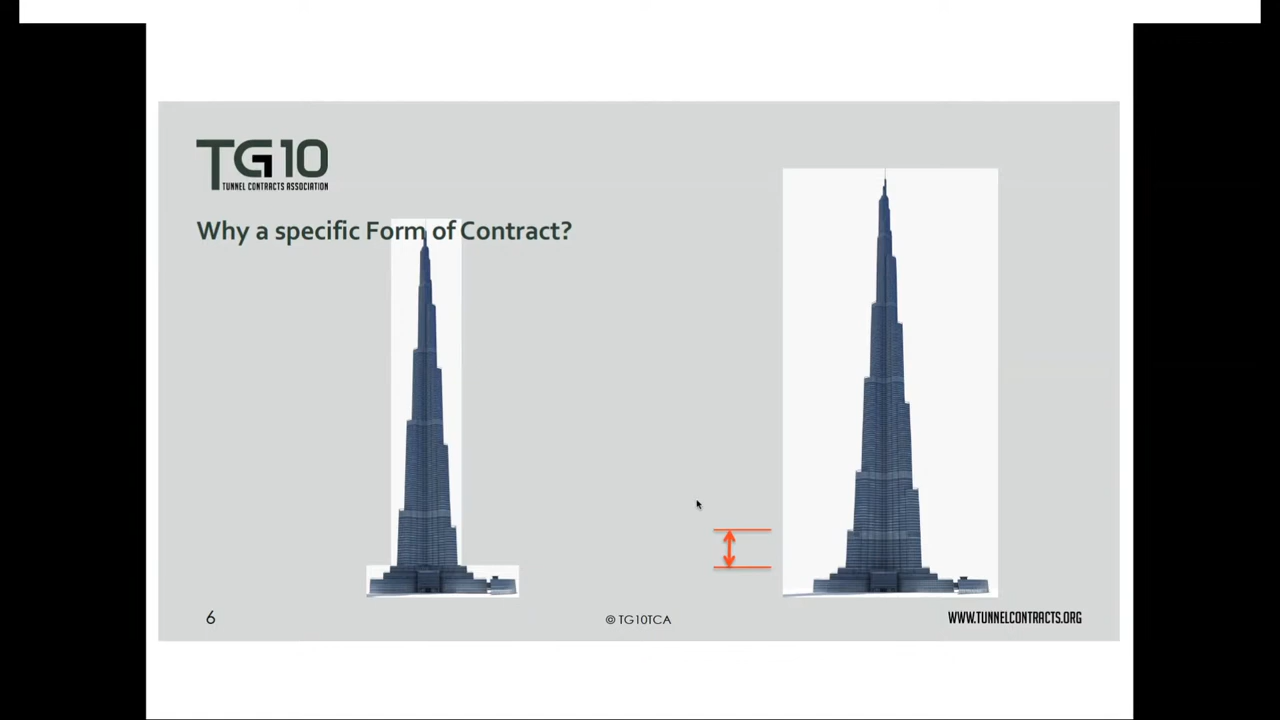 TG10
TUNNEL CONTRACTS ASSOCIATION
Why a specific Form of Contract?
6
© TG10TCA
WWW.TUNNELCONTRACTS.ORG